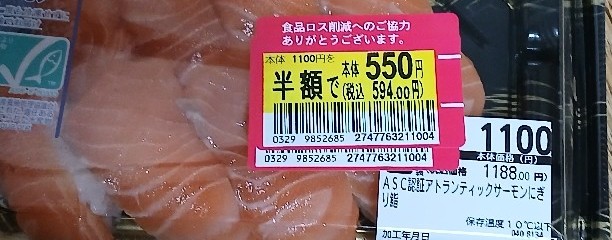 食品ロス削減へのご協力
ありがとうございます。
本体 1100円を
半額で 本体 550円
(税込 594.00円)
0329 9852685 2747763211004
0329 9852685 2747763211004
1100
本体価格(円)
1188.00円)
ASC認証アトランティックサーモンにぎ
り鮨
保存温度10℃以下
加工年月日